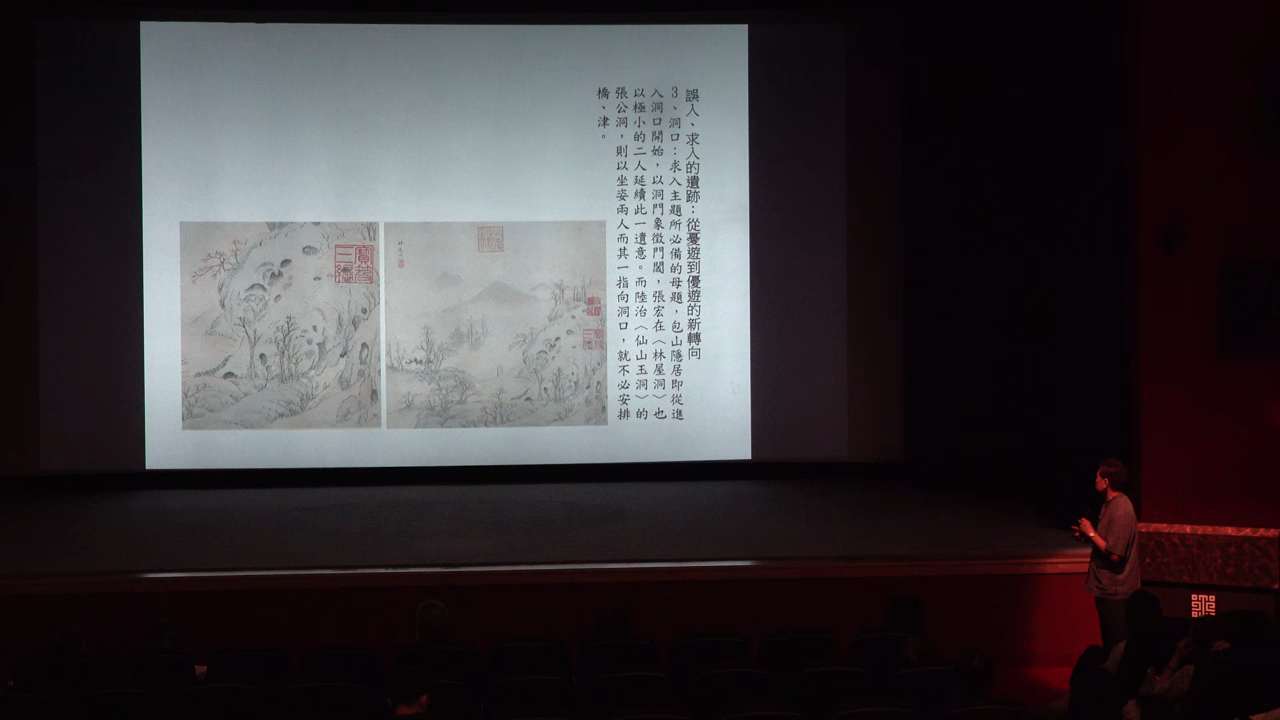 誤入、求入的遺跡：從憂遊到優遊的新轉向
3、洞口：求入主題所必備的母題，包山隱居即從進
入洞口開始，以洞門象徵門閾，張宏在〈林屋洞〉也
以極小的二人延續此一遺意。而陸治〈仙山玉洞〉的
張公洞，則以坐姿兩人而其一指向洞口，就不必安排
橋、津。